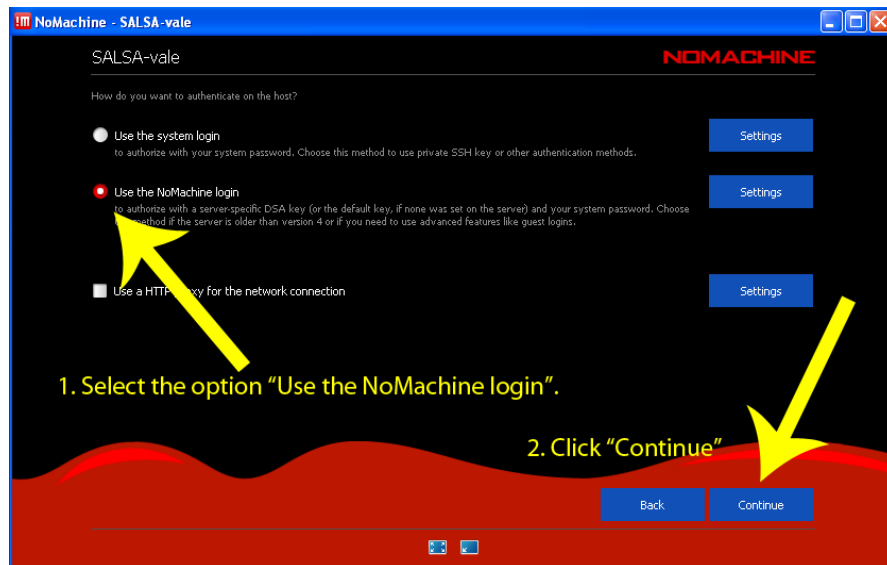 !M NoMachine - SALSA-vale
SALSA-vale
NOMACHINE
How do you want to authenticate on the host?
Use the system login
Settings
to authorize with your system password. Choose this method to use private SSH key or other authentication methods.
Use the NoMachine login
Settings
to authorize with a server-specific DSA key (or the default key, if none was set on the server) and your system password. Choose
method if the server is older than version 4 or if you need to use advanced features like guest logins.
Use a HTTP proxy for the network connection
Settings
1. Select the option “Use the NoMachine login”.
2. Click “Continue”
Back
Continue